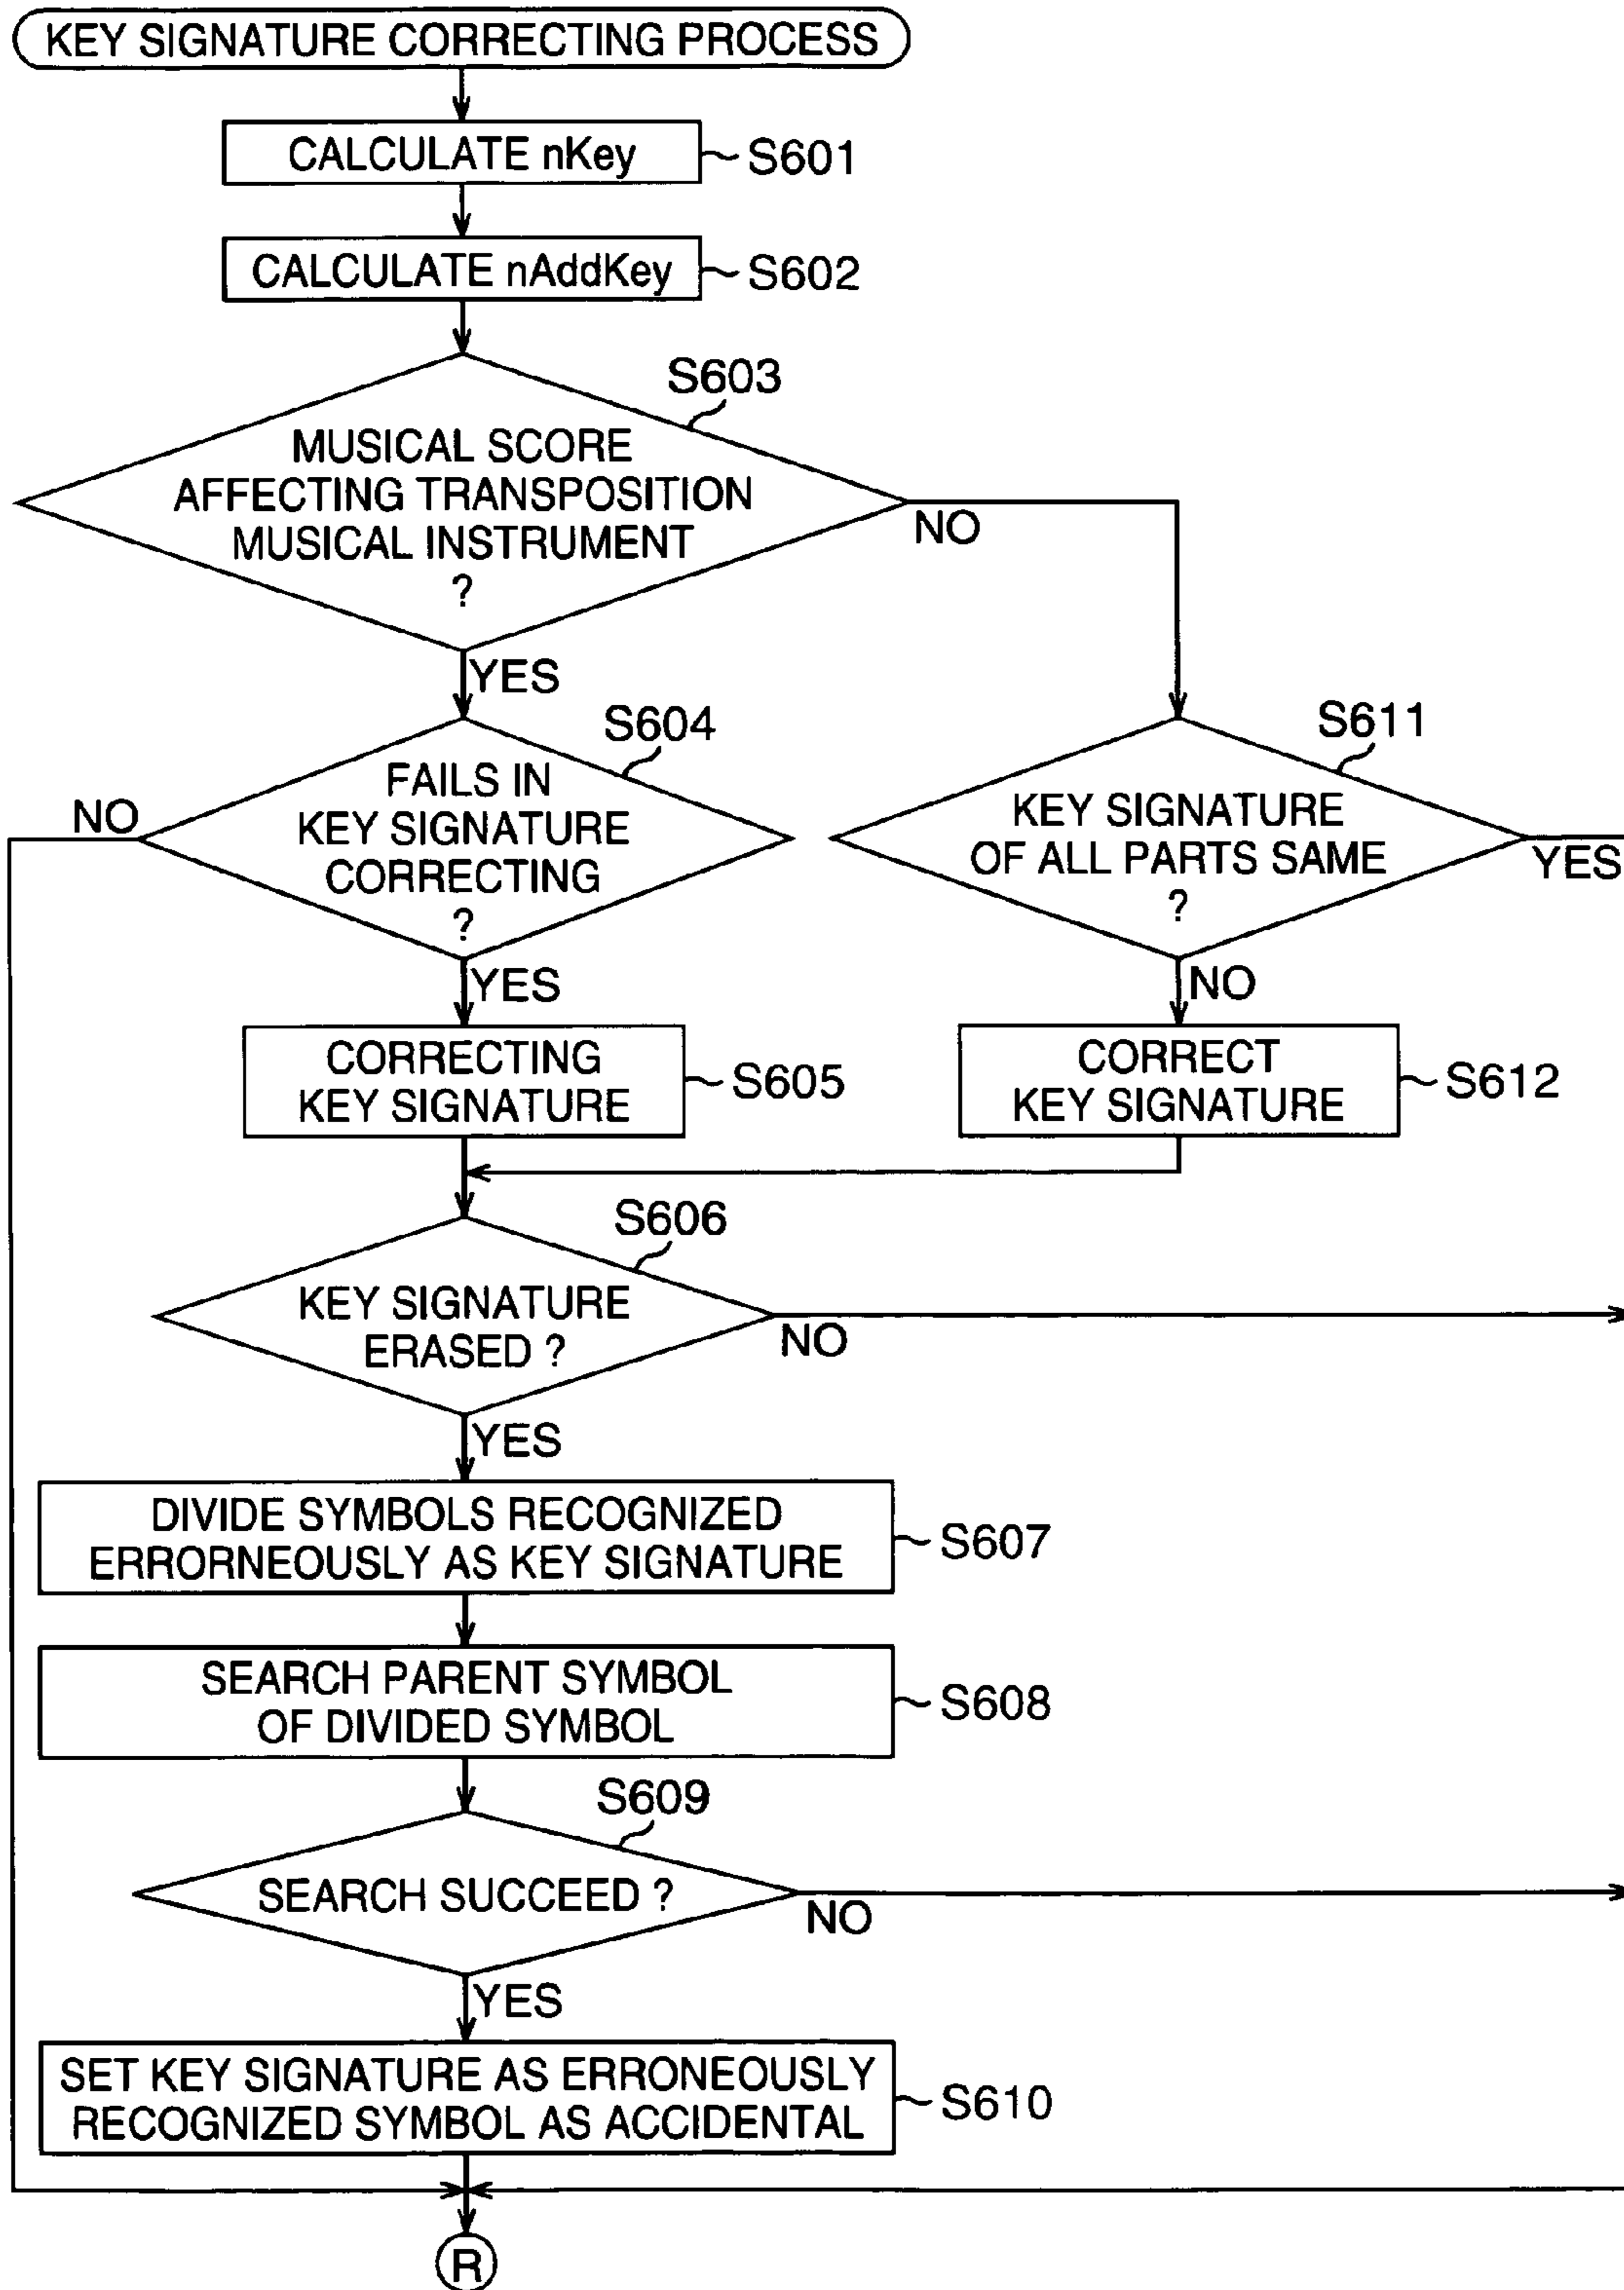 KEY SIGNATURE CORRECTING PROCESS
CALCULATE nKey
S601
CALCULATE nAddKey
S602
S603
MUSICAL SCORE
AFFECTING TRANSPOSITION
MUSICAL INSTRUMENT
?
NO
YES
S604
FAILS IN
KEY SIGNATURE
CORRECTING
?
NO
YES
S611
KEY SIGNATURE
OF ALL PARTS SAME
?
YES
NO
CORRECTING
KEY SIGNATURE
S605
CORRECT
KEY SIGNATURE
S612
S606
KEY SIGNATURE
ERASED ?
NO
YES
DIVIDE SYMBOLS RECOGNIZED
ERRORNEOUSLY AS KEY SIGNATURE
S607
SEARCH PARENT SYMBOL
OF DIVIDED SYMBOL
S608
S609
SEARCH SUCCEED ?
NO
YES
SET KEY SIGNATURE AS ERRONEOUSLY
RECOGNIZED SYMBOL AS ACCIDENTAL
S610
R